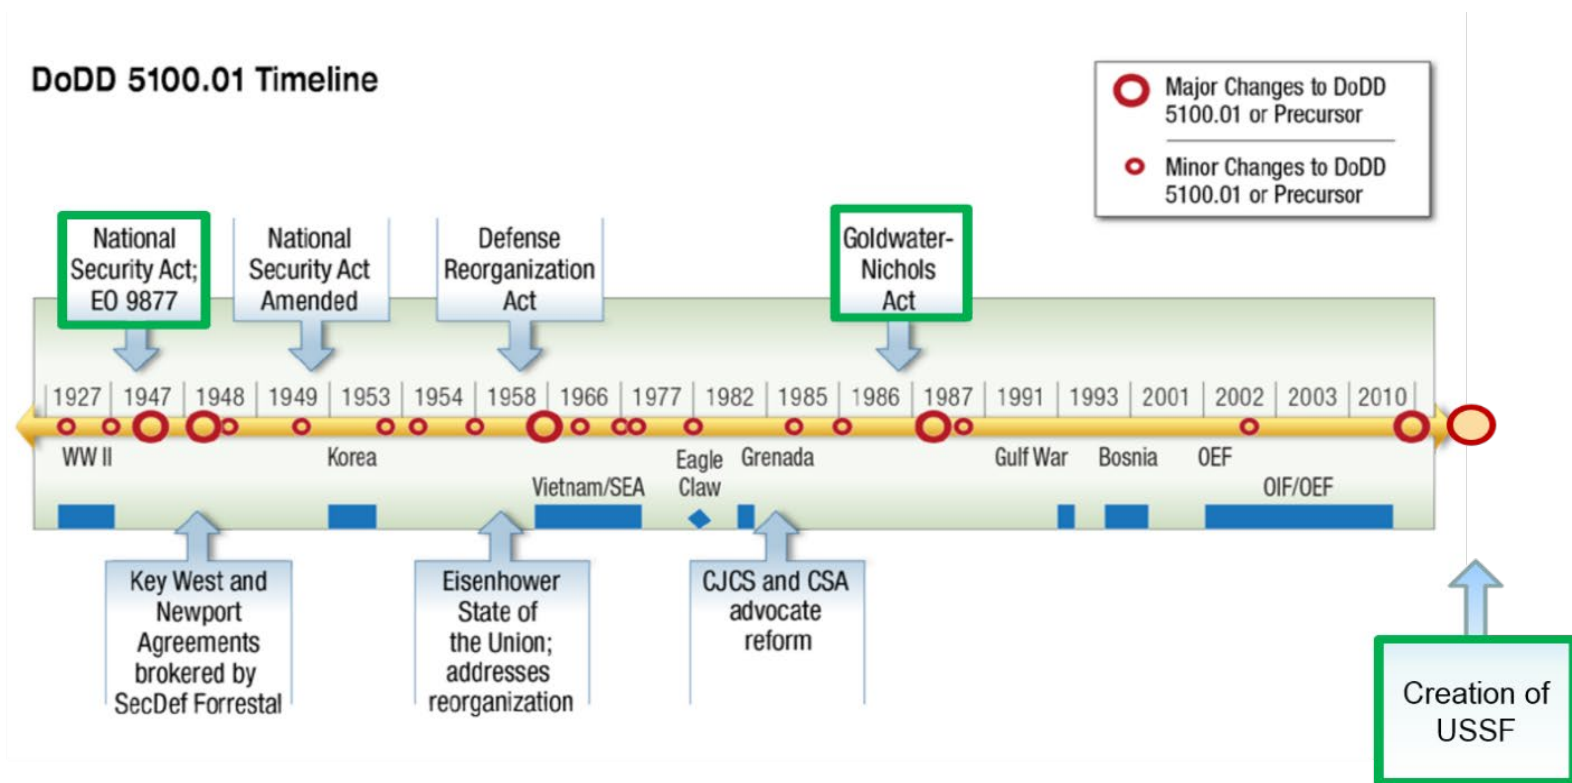 DoDD 5100.01 Timeline
Major Changes to DoDD
5100.01 or Precursor
Minor Changes to DoDD
5100.01 or Precursor
National
Security Act;
EO 9877
National
Security Act
Amended
Defense
Reorganization
Act
Goldwater-
Nichols
Act
1927 1947 1948 1949 1953 1954 1958 1966 1977 1982 1985 1986 1987 1991 1993 2001 2002 2003 2010
WW II
Korea
Vietnam/SEA
Eagle
Claw
Grenada
Gulf War
Bosnia
OEF
OIF/OEF
Key West and
Newport
Agreements
brokered by
SecDef Forrestal
Eisenhower
State of
the Union;
addresses
reorganization
CJCS and CSA
advocate
reform
Creation of
USSF